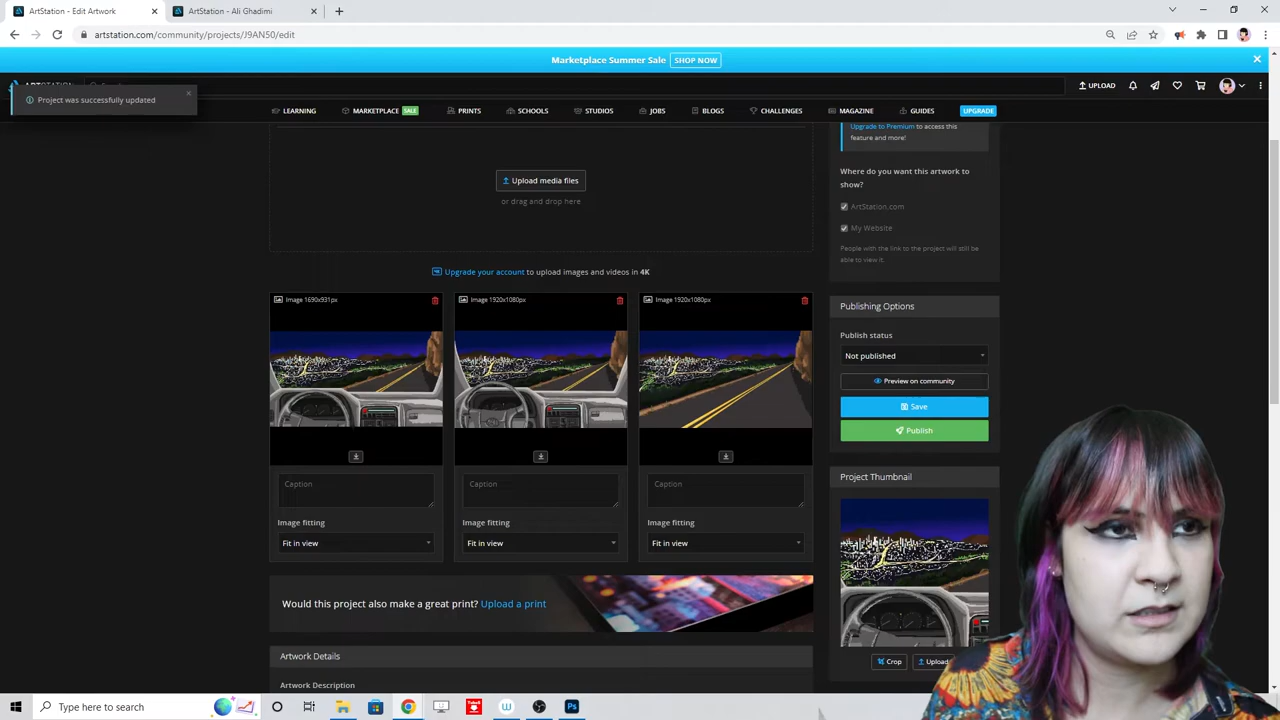 ArtStation - Edit Artwork
ArtStation - Ali Ghadimi
artstation.com/community/projects/J9AN50/edit
Marketplace Summer Sale SHOP NOW
Project was successfully updated
UPLOAD
LEARNING MARKETPLACE SALE PRINTS SCHOOLS STUDIOS JOBS BLOGS CHALLENGES MAGAZINE GUIDES UPGRADE
Upload media files
or drag and drop here
Upgrade your account to upload images and videos in 4K
Image 1690x931px
Image 1920x1080px
Image 1920x1080px
Caption
Caption
Caption
Image fitting
Image fitting
Image fitting
Fit in view
Fit in view
Fit in view
Would this project also make a great print? Upload a print
Artwork Details
Artwork Description
Upgrade to Premium to access this
feature and more!
Where do you want this artwork to
show?
ArtStation.com
My Website
People with the link to the project will still be
able to view it.
Publishing Options
Publish status
Not published
Preview on community
Save
Publish
Project Thumbnail
Crop
Upload
Type here to search
Ps